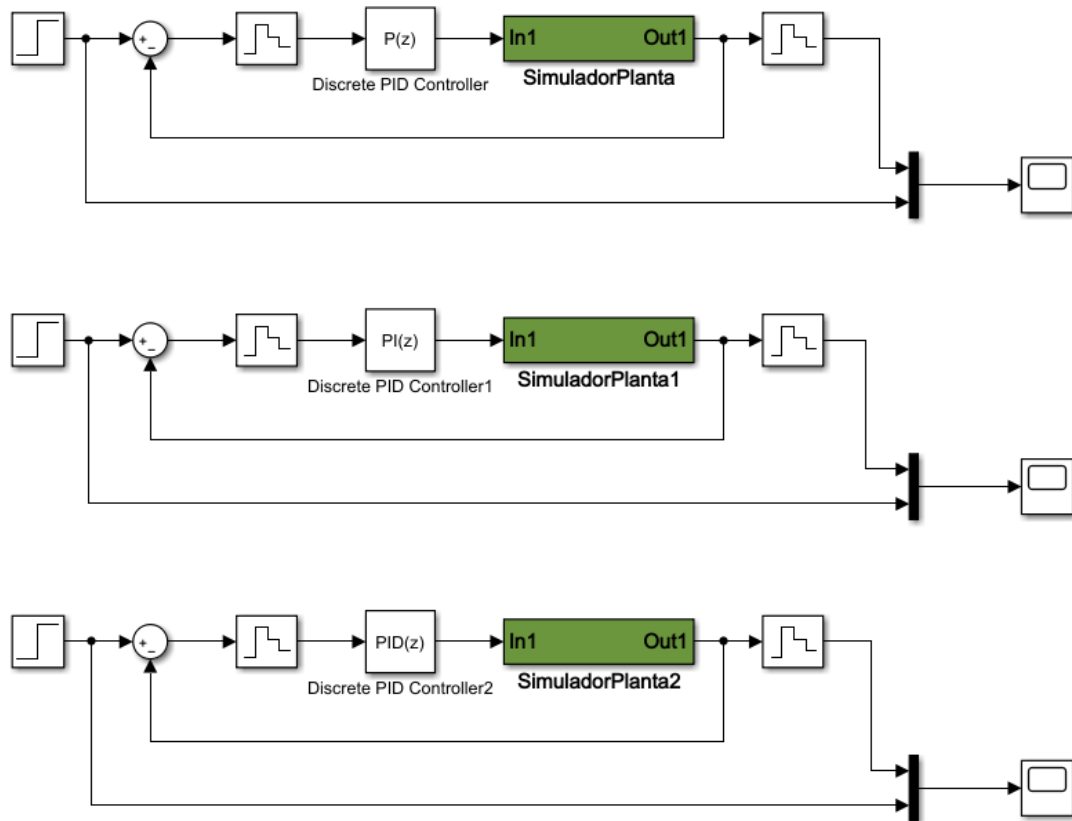 +
−
P(z)
In1
Out1
Discrete PID Controller
SimuladorPlanta
+
−
PI(z)
In1
Out1
Discrete PID Controller1
SimuladorPlanta1
+
−
PID(z)
In1
Out1
Discrete PID Controller2
SimuladorPlanta2